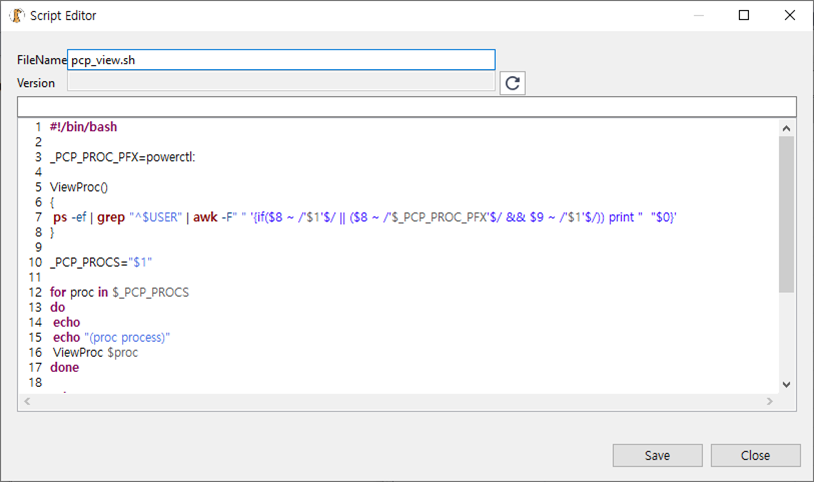 Script Editor
FileName pcp_view.sh
Version
1 #!/bin/bash
2
3 _PCP_PROC_PFX=powerctl:
4
5 ViewProc()
6 {
7 ps -ef | grep "^$USER" | awk -F" " '{if($8 ~ /'$1'$/ || ($8 ~ /'$_PCP_PROC_PFX'$/ && $9 ~ /'$1'$/)) print "  "$0}'
8 }
9
10 _PCP_PROCS="$1"
11
12 for proc in $_PCP_PROCS
13 do
14 echo
15 echo "(proc process)"
16 ViewProc $proc
17 done
18
Save Close